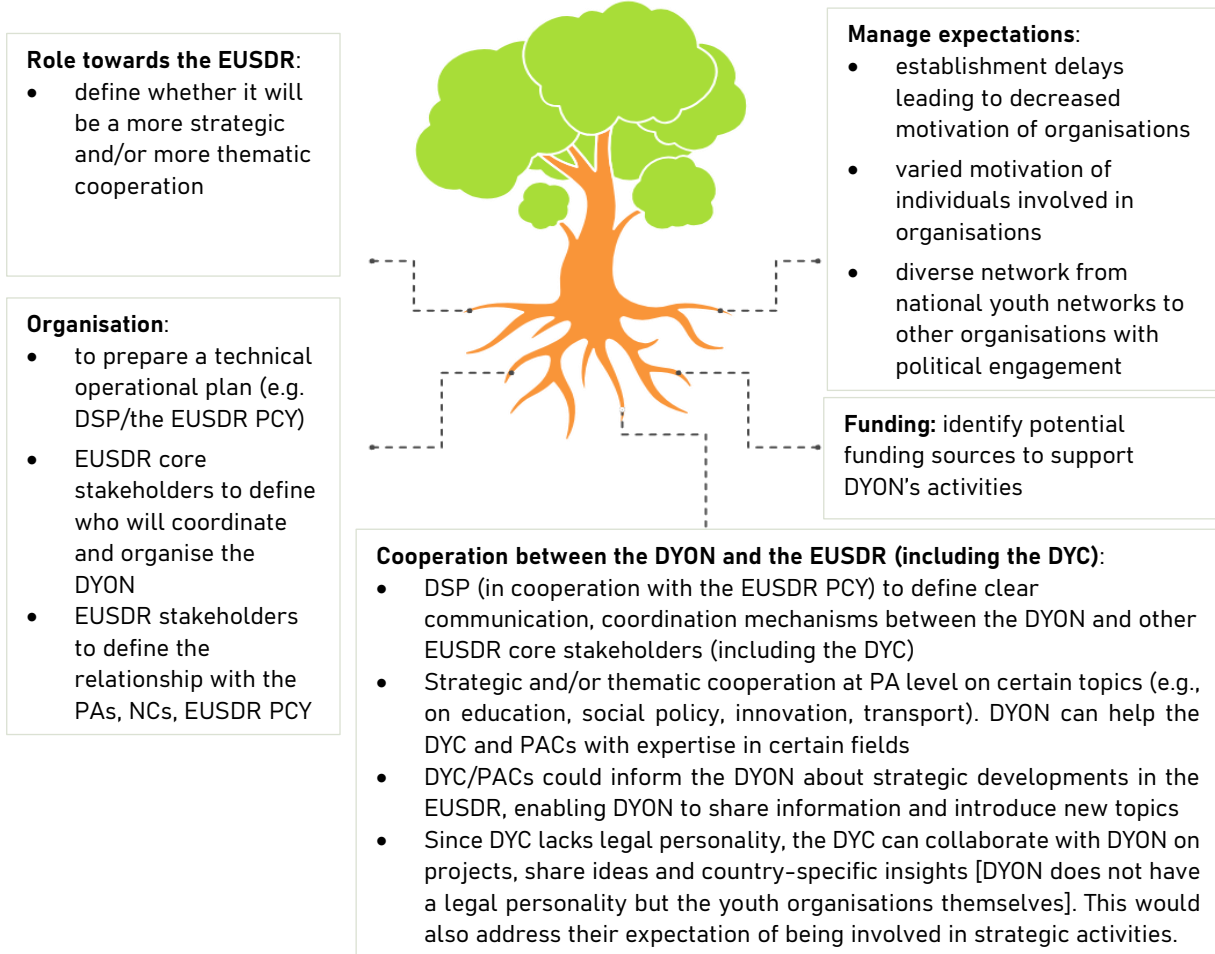 Role towards the EUSDR:
• define whether it will
be a more strategic
and/or more thematic
cooperation
Organisation:
• to prepare a technical
operational plan (e.g.
DSP/the EUSDR PCY)
• EUSDR core
stakeholders to define
who will coordinate
and organise the
DYON
• EUSDR stakeholders
to define the
relationship with the
PAs, NCs, EUSDR PCY
Manage expectations:
• establishment delays
leading to decreased
motivation of organisations
• varied motivation of
individuals involved in
organisations
• diverse network from
national youth networks to
other organisations with
political engagement
Funding: identify potential
funding sources to support
DYON’s activities
Cooperation between the DYON and the EUSDR (including the DYC):
• DSP (in cooperation with the EUSDR PCY) to define clear
communication, coordination mechanisms between the DYON and other
EUSDR core stakeholders (including the DYC)
• Strategic and/or thematic cooperation at PA level on certain topics (e.g.,
on education, social policy, innovation, transport). DYON can help the
DYC and PACs with expertise in certain fields
• DYC/PACs could inform the DYON about strategic developments in the
EUSDR, enabling DYON to share information and introduce new topics
• Since DYC lacks legal personality, the DYC can collaborate with DYON on
projects, share ideas and country-specific insights [DYON does not have
a legal personality but the youth organisations themselves]. This would
also address their expectation of being involved in strategic activities.